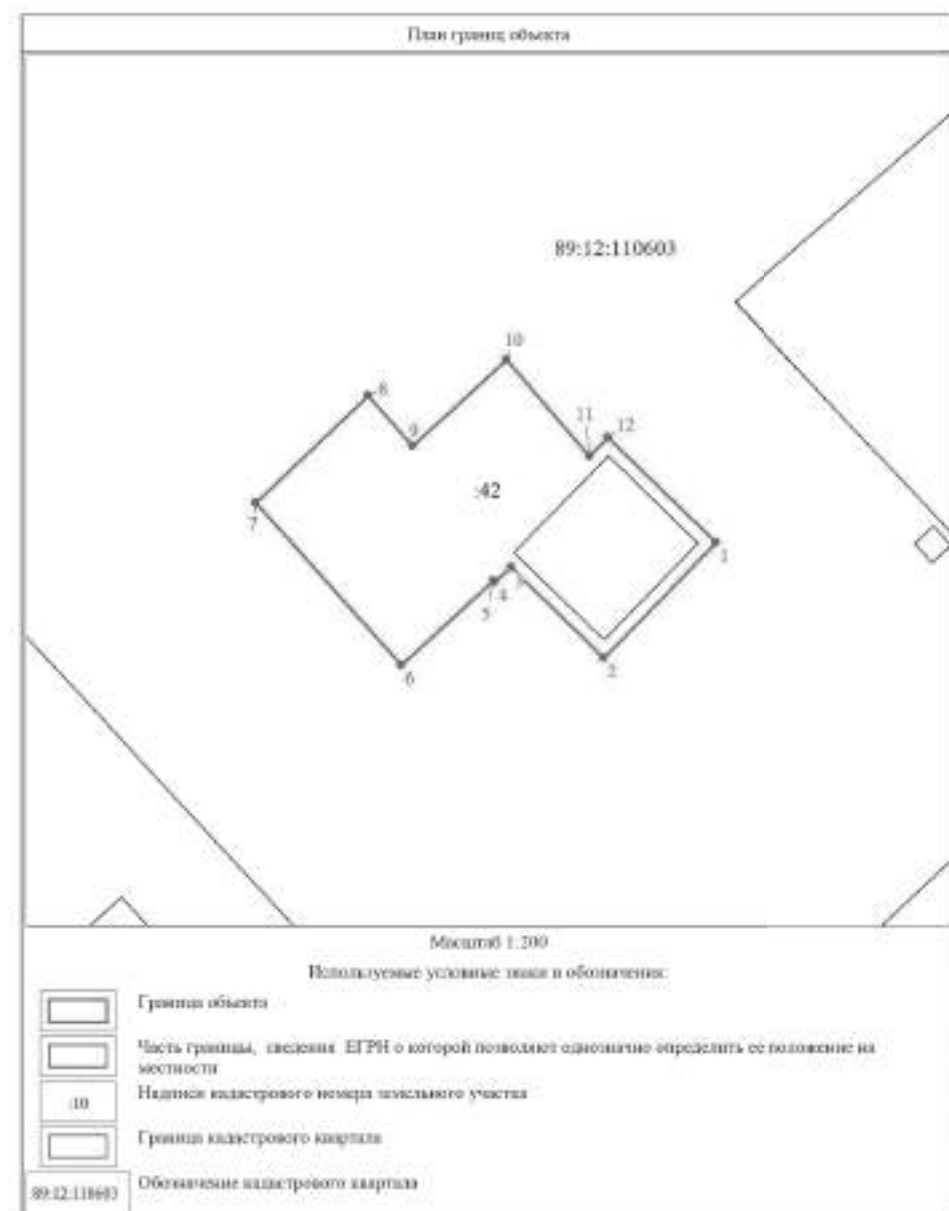 План границ объекта
89:12:110603
10
8
11
12
9
:42
7
1
4
5
2
6
Масштаб 1:200
Используемые условные знаки и обозначения:
Граница объекта
Часть границы, сведения ЕГРН о которой позволяют однозначно определить ее положение на
местности
:10
Надписи кадастрового номера земельного участка
Граница кадастрового квартала
89:12:110603
Обозначение кадастрового квартала